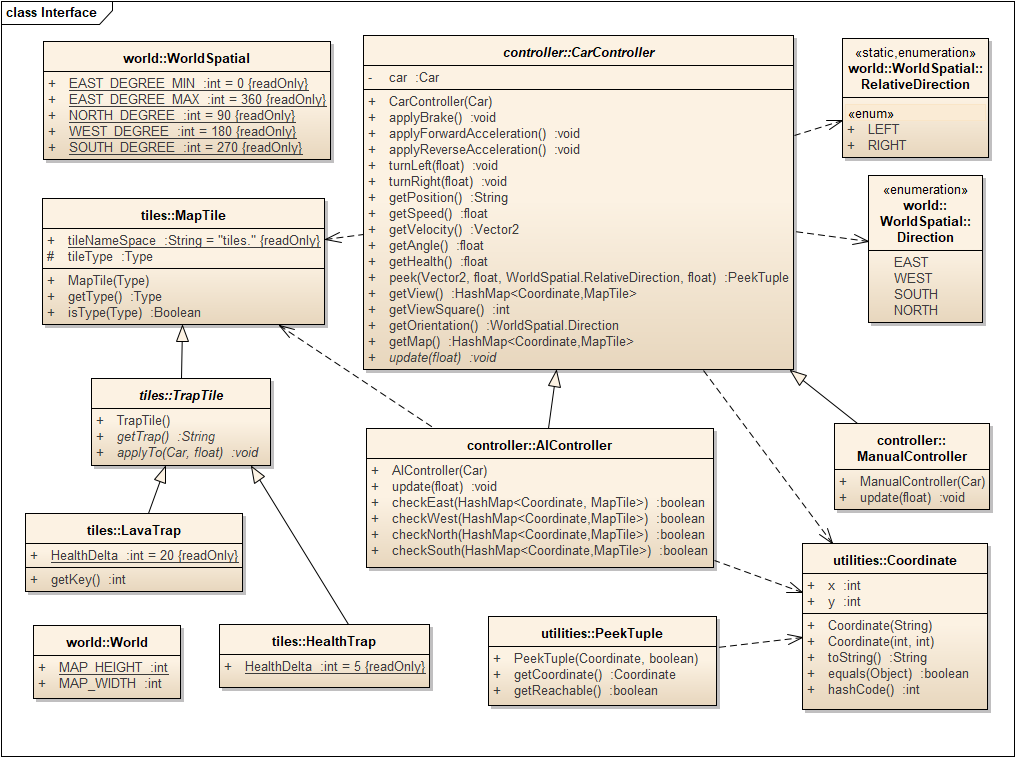 class Interface
world::WorldSpatial
+ EAST_DEGREE_MIN :int = 0 {readOnly}
+ EAST_DEGREE_MAX :int = 360 {readOnly}
+ NORTH_DEGREE :int = 90 {readOnly}
+ WEST_DEGREE :int = 180 {readOnly}
+ SOUTH_DEGREE :int = 270 {readOnly}
controller::CarController
- car :Car
+ CarController(Car)
+ applyBrake() :void
+ applyForwardAcceleration() :void
+ applyReverseAcceleration() :void
+ turnLeft(float) :void
+ turnRight(float) :void
+ getPosition() :String
+ getSpeed() :float
+ getVelocity() :Vector2
+ getAngle() :float
+ getHealth() :float
+ peek(Vector2, float, WorldSpatial.RelativeDirection, float) :PeekTuple
+ getView() :HashMap<Coordinate,MapTile>
+ getViewSquare() :int
+ getOrientation() :WorldSpatial.Direction
+ getMap() :HashMap<Coordinate,MapTile>
+ update(float) :void
«static,enumeration»
world::WorldSpatial::
RelativeDirection
«enum»
+ LEFT
+ RIGHT
«enumeration»
world::
WorldSpatial::
Direction
EAST
WEST
SOUTH
NORTH
tiles::MapTile
+ tileNameSpace :String = "tiles." {readOnly}
# tileType :Type
+ MapTile(Type)
+ getType() :Type
+ isType(Type) :Boolean
tiles::TrapTile
+ TrapTile()
+ getTrap() :String
+ applyTo(Car, float) :void
controller::AIController
+ AIController(Car)
+ update(float) :void
+ checkEast(HashMap<Coordinate, MapTile>) :boolean
+ checkWest(HashMap<Coordinate,MapTile>) :boolean
+ checkNorth(HashMap<Coordinate,MapTile>) :boolean
+ checkSouth(HashMap<Coordinate,MapTile>) :boolean
controller::
ManualController
+ ManualController(Car)
+ update(float) :void
tiles::LavaTrap
+ HealthDelta :int = 20 {readOnly}
+ getKey() :int
utilities::Coordinate
+ x :int
+ y :int
+ Coordinate(String)
+ Coordinate(int, int)
+ toString() :String
+ equals(Object) :boolean
+ hashCode() :int
world::World
+ MAP_HEIGHT :int
+ MAP_WIDTH :int
tiles::HealthTrap
+ HealthDelta :int = 5 {readOnly}
utilities::PeekTuple
+ PeekTuple(Coordinate, boolean)
+ getCoordinate() :Coordinate
+ getReachable() :boolean